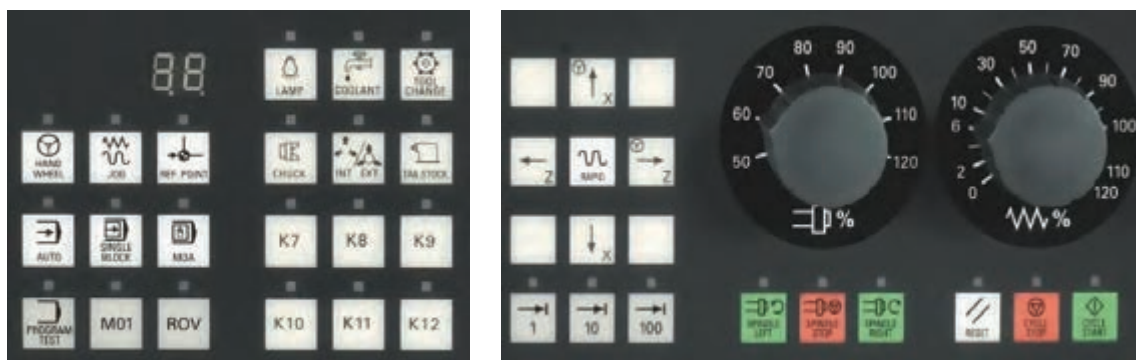 8.8.
LAMP
COOLANT
TOOL
CHANGE
HAND
WHEEL
JOG
REF. POINT
CHUCK
INT. EXT.
TAILSTOCK
AUTO
SINGLE
BLOCK
MDA
K7
K8
K9
PROGRAM
TEST
M01
ROV
K10
K11
K12
X
Z
RAPID
Z
X
1
10
100
50
60
70
80
90
100
110
120
%
0
2
6
10
30
50
70
90
100
120
%
SPINDLE
LEFT
SPINDLE
STOP
SPINDLE
RIGHT
RESET
CYCLE
STOP
CYCLE
START